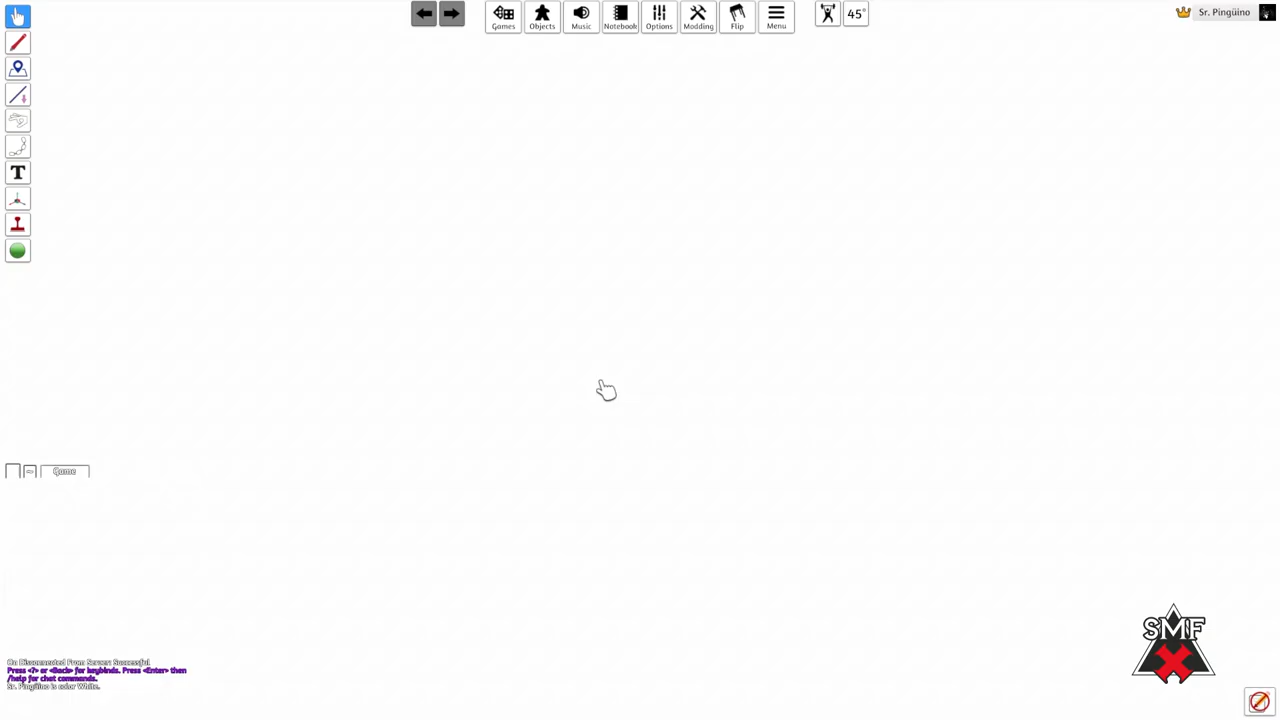 Games
Objects
Music
Notebook
Options
Modding
Flip
Menu
45°
Sr. Pingüino
T
Game
On Disconnected From Server: Successful.
Press <?> or <Back> for keybinds. Press <Enter> then
/help for chat commands.
Sr. Pingüino is color White.
SMF